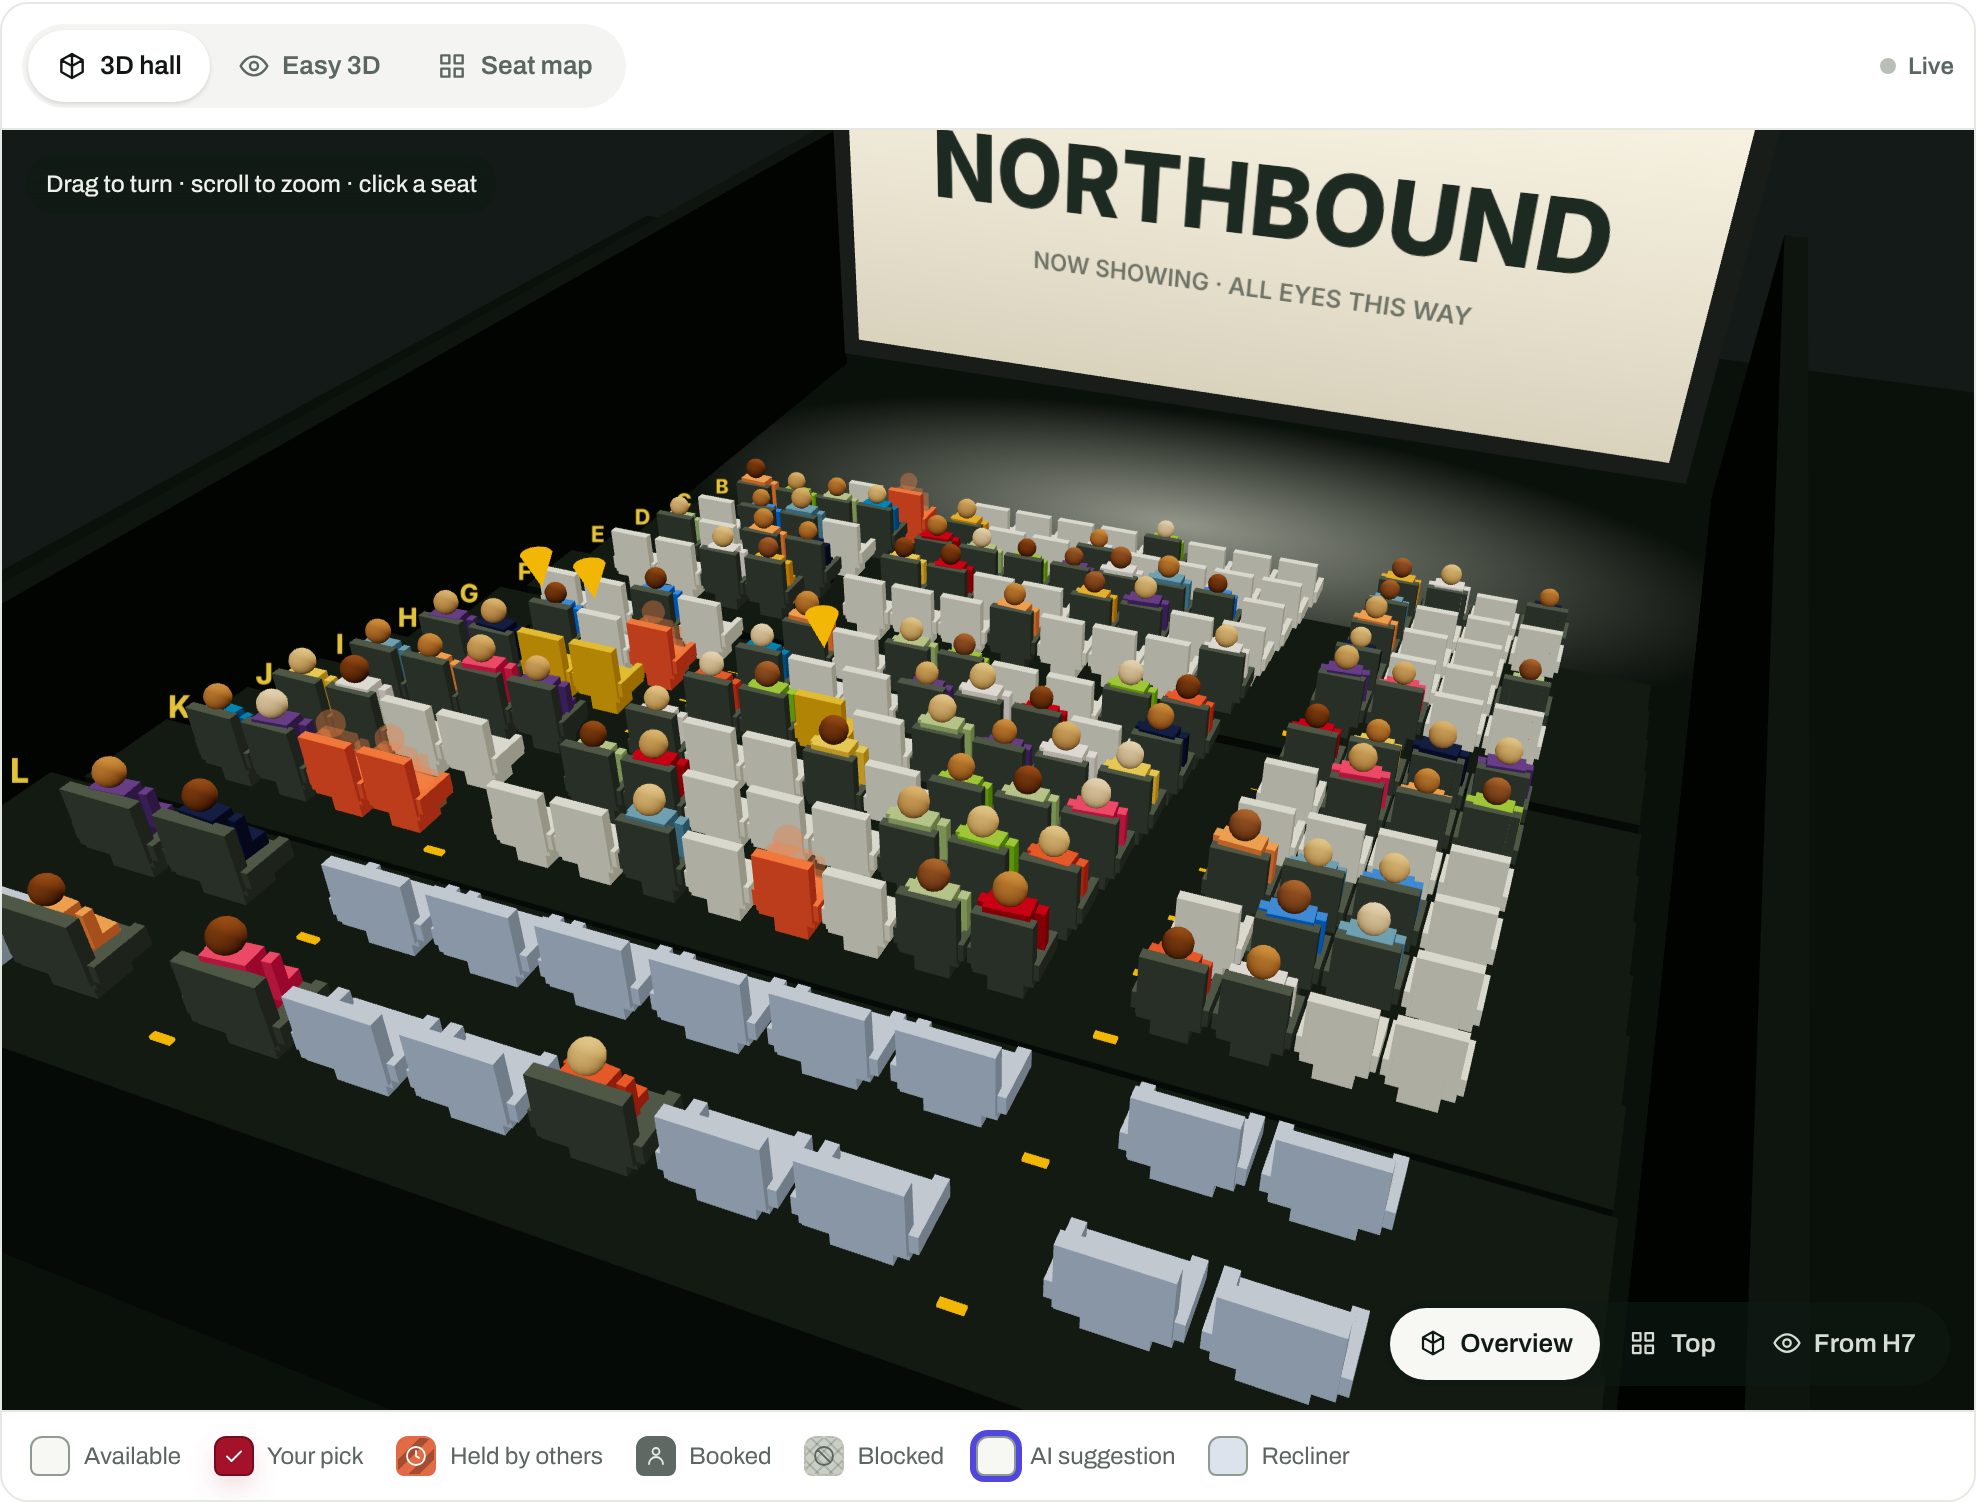 3D hall
Easy 3D
Seat map
Live
Drag to turn · scroll to zoom · click a seat
NORTHBOUND
NOW SHOWING · ALL EYES THIS WAY
B
C
D
E
F
G
H
I
J
K
L
Overview
Top
From H7
Available
Your pick
Held by others
Booked
Blocked
AI suggestion
Recliner